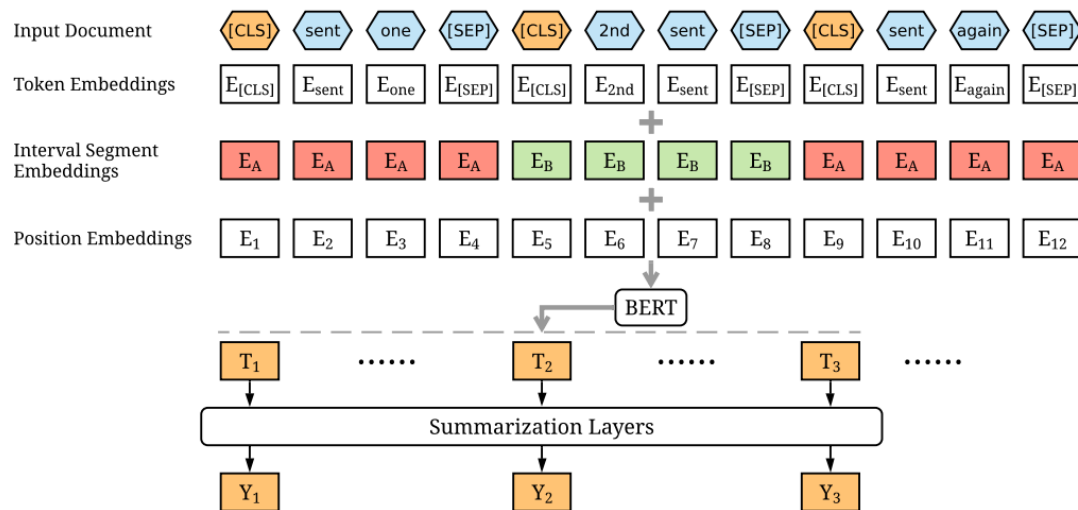 Input Document [CLS] sent one [SEP] [CLS] 2nd sent [SEP] [CLS] sent again [SEP]
Token Embeddings E[CLS] Esent Eone E[SEP] E[CLS] E2nd Esent E[SEP] E[CLS] Esent Eagain E[SEP]
+
Interval Segment
Embeddings EA EA EA EA EB EB EB EB EA EA EA EA
+
Position Embeddings E1 E2 E3 E4 E5 E6 E7 E8 E9 E10 E11 E12
BERT
T1 ...... T2 ...... T3 ......
Summarization Layers
Y1 Y2 Y3